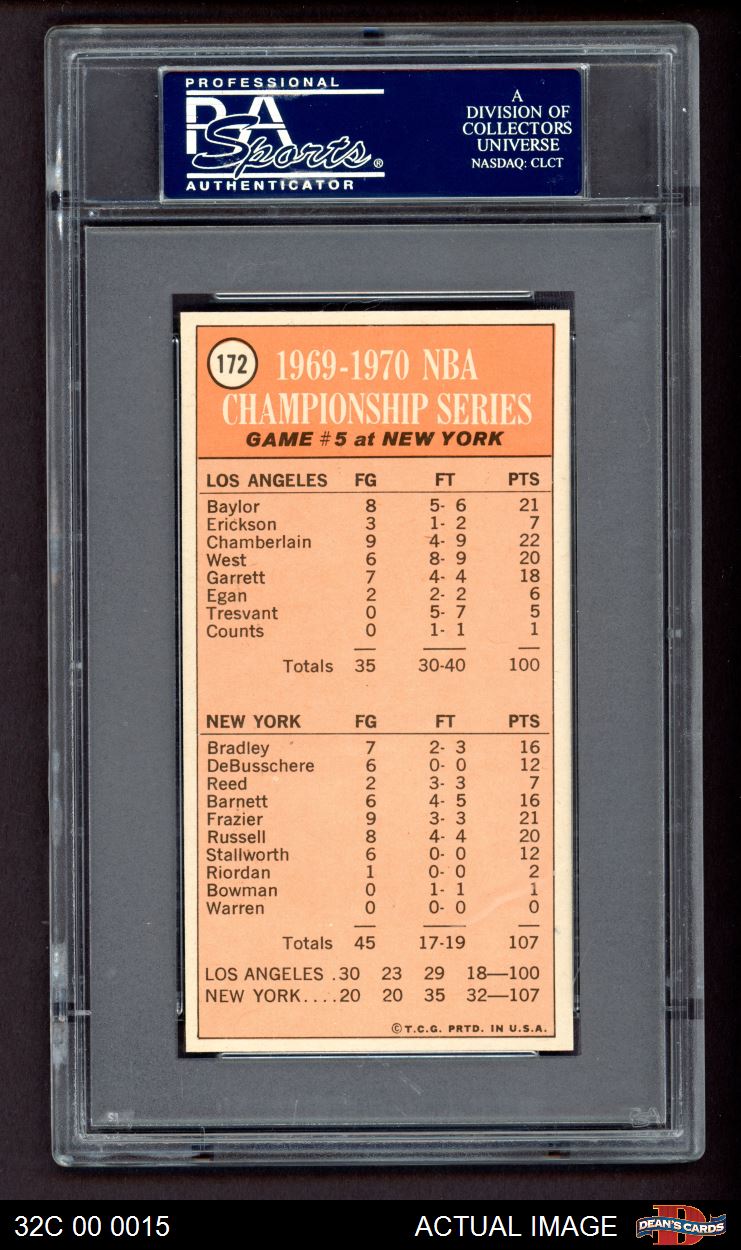 PROFESSIONAL
PSA
Sports®
AUTHENTICATOR
A
DIVISION OF
COLLECTORS
UNIVERSE
NASDAQ: CLCT
172
1969-1970 NBA
CHAMPIONSHIP SERIES
GAME #5 at NEW YORK
LOS ANGELES FG FT PTS
Baylor 8 5- 6 21
Erickson 3 1- 2 7
Chamberlain 9 4- 9 22
West 6 8- 9 20
Garrett 7 4- 4 18
Egan 2 2- 2 6
Tresvant 0 5- 7 5
Counts 0 1- 1 1
Totals 35 30-40 100
NEW YORK FG FT PTS
Bradley 7 2- 3 16
DeBusschere 6 0- 0 12
Reed 2 3- 3 7
Barnett 6 4- 5 16
Frazier 9 3- 3 21
Russell 8 4- 4 20
Stallworth 6 0- 0 12
Riordan 1 0- 0 2
Bowman 0 1- 1 1
Warren 0 0- 0 0
Totals 45 17-19 107
LOS ANGELES .30 23 29 18—100
NEW YORK....20 20 35 32—107
©T.C.G. PRTD. IN U.S.A.
32C 00 0015
ACTUAL IMAGE
D
DEAN'S CARDS